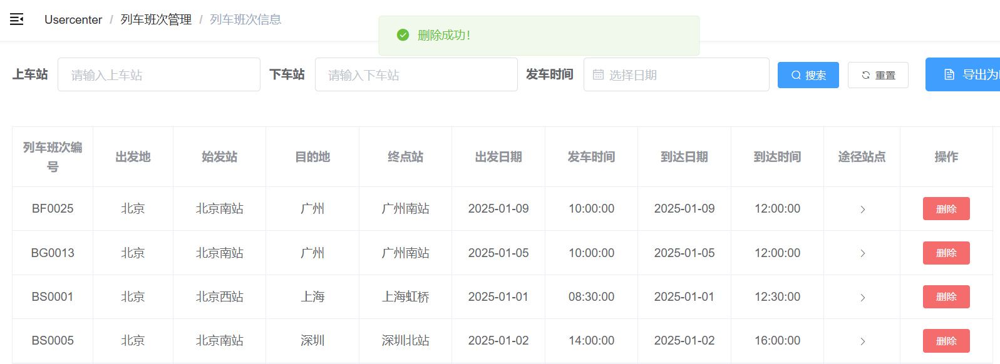 Usercenter / 列车班次管理 / 列车班次信息
删除成功!
上车站 请输入上车站 下车站 请输入下车站 发车时间 选择日期 搜索 重置 导出为
列车班次编号 出发地 始发站 目的地 终点站 出发日期 发车时间 到达日期 到达时间 途径站点 操作
BF0025 北京 北京南站 广州 广州南站 2025-01-09 10:00:00 2025-01-09 12:00:00 删除
BG0013 北京 北京南站 广州 广州南站 2025-01-05 10:00:00 2025-01-05 12:00:00 删除
BS0001 北京 北京西站 上海 上海虹桥 2025-01-01 08:30:00 2025-01-01 12:30:00 删除
BS0005 北京 北京南站 深圳 深圳北站 2025-01-02 14:00:00 2025-01-02 16:00:00 删除